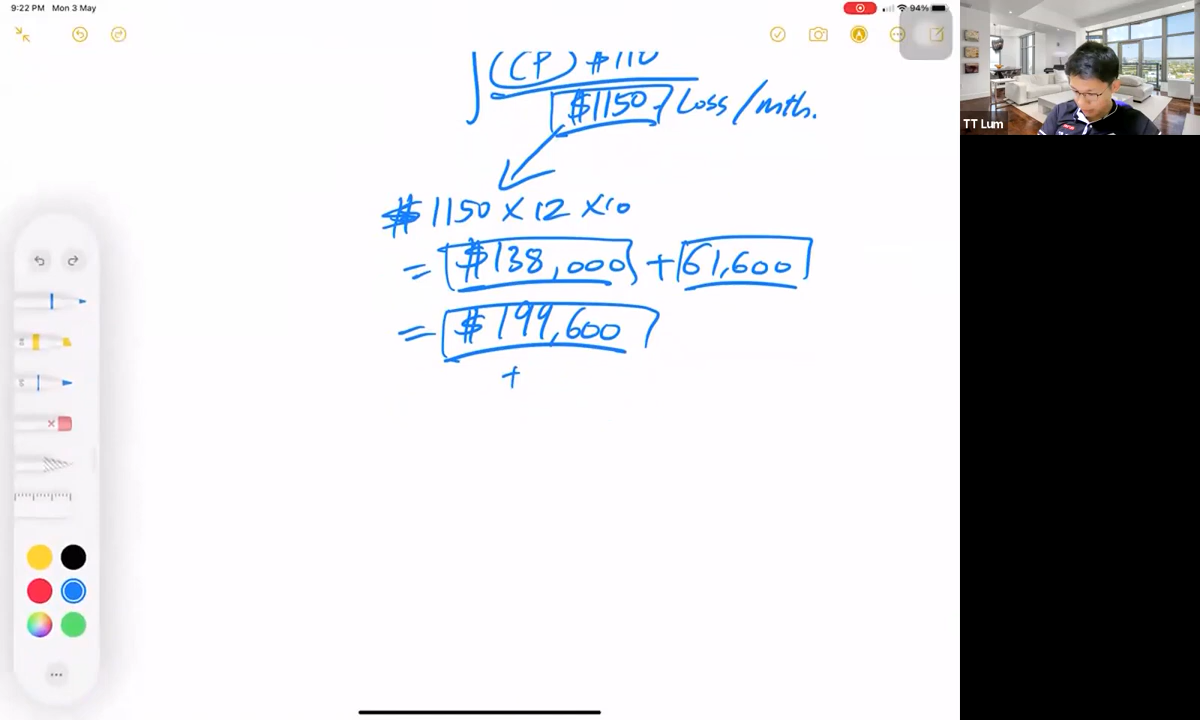 9:22 PM Mon 3 May
94%
(CP) $110
$1150 Loss/mth.
$1150 x 12 x 10
= $138,000 + 61,600
= $199,600
+
TT Lum